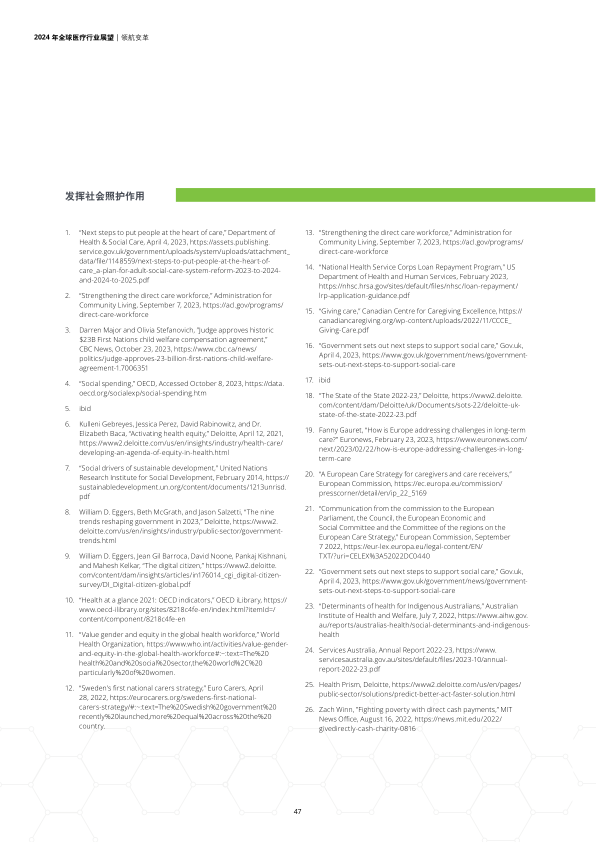 2024 年全球医疗行业展望 | 领航变革
发挥社会照护作用
1. “Next steps to put people at the heart of care,” Department of
Health & Social Care, April 4, 2023, https://assets.publishing.
service.gov.uk/government/uploads/system/uploads/attachment_
data/file/1148559/next-steps-to-put-people-at-the-heart-of-
care_a-plan-for-adult-social-care-system-reform-2023-to-2024-
and-2024-to-2025.pdf
2. “Strengthening the direct care workforce,” Administration for
Community Living, September 7, 2023, https://acl.gov/programs/
direct-care-workforce
3. Darren Major and Olivia Stefanovich, “Judge approves historic
$23B First Nations child welfare compensation agreement,”
CBC News, October 23, 2023, https://www.cbc.ca/news/
politics/judge-approves-23-billion-first-nations-child-welfare-
agreement-1.7006351
4. “Social spending,” OECD, Accessed October 8, 2023, https://data.
oecd.org/socialexp/social-spending.htm
5. ibid
6. Kulleni Gebreyes, Jessica Perez, David Rabinowitz, and Dr.
Elizabeth Baca, “Activating health equity,” Deloitte, April 12, 2021,
https://www2.deloitte.com/us/en/insights/industry/health-care/
developing-an-agenda-of-equity-in-health.html
7. “Social drivers of sustainable development,” United Nations
Research Institute for Social Development, February 2014, https://
sustainabledevelopment.un.org/content/documents/1213unrisd.
pdf
8. William D. Eggers, Beth McGrath, and Jason Salzetti, “The nine
trends reshaping government in 2023,” Deloitte, https://www2.
deloitte.com/us/en/insights/industry/public-sector/government-
trends.html
9. William D. Eggers, Jean Gil Barroca, David Noone, Pankaj Kishnani,
and Mahesh Kelkar, “The digital citizen,” https://www2.deloitte.
com/content/dam/insights/articles/in176014_cgi_digital-citizen-
survey/DI_Digital-citizen-global.pdf
10. “Health at a glance 2021: OECD indicators,” OECD iLibrary, https://
www.oecd-ilibrary.org/sites/8218c4fe-en/index.html?itemId=/
content/component/8218c4fe-en
11. “Value gender and equity in the global health workforce,” World
Health Organization, https://www.who.int/activities/value-gender-
and-equity-in-the-global-health-workforce#:~:text=The%20
health%20and%20social%20sector,the%20world%2C%20
particularly%20of%20women.
12. “Sweden's first national carers strategy,” Euro Carers, April
28, 2022, https://eurocarers.org/swedens-first-national-
carers-strategy/#:~:text=The%20Swedish%20government%20
recently%20launched,more%20equal%20across%20the%20
country.
13. “Strengthening the direct care workforce,” Administration for
Community Living, September 7, 2023, https://acl.gov/programs/
direct-care-workforce
14. “National Health Service Corps Loan Repayment Program,” US
Department of Health and Human Services, February 2023,
https://nhsc.hrsa.gov/sites/default/files/nhsc/loan-repayment/
lrp-application-guidance.pdf
15. “Giving care,” Canadian Centre for Caregiving Excellence, https://
canadiancaregiving.org/wp-content/uploads/2022/11/CCCE_
Giving-Care.pdf
16. “Government sets out next steps to support social care,” Gov.uk,
April 4, 2023, https://www.gov.uk/government/news/government-
sets-out-next-steps-to-support-social-care
17. ibid
18. “The State of the State 2022-23,” Deloitte, https://www2.deloitte.
com/content/dam/Deloitte/uk/Documents/sots-22/deloitte-uk-
state-of-the-state-2022-23.pdf
19. Fanny Gauret, “How is Europe addressing challenges in long-term
care?” Euronews, February 23, 2023, https://www.euronews.com/
next/2023/02/22/how-is-europe-addressing-challenges-in-long-
term-care
20. “A European Care Strategy for caregivers and care receivers,”
European Commission, https://ec.europa.eu/commission/
presscorner/detail/en/ip_22_5169
21. “Communication from the commission to the European
Parliament, the Council, the European Economic and
Social Committee and the Committee of the regions on the
European Care Strategy,” European Commission, September
7 2022, https://eur-lex.europa.eu/legal-content/EN/
TXT/?uri=CELEX%3A52022DC0440
22. “Government sets out next steps to support social care,” Gov.uk,
April 4, 2023, https://www.gov.uk/government/news/government-
sets-out-next-steps-to-support-social-care
23. “Determinants of health for Indigenous Australians,” Australian
Institute of Health and Welfare, July 7, 2022, https://www.aihw.gov.
au/reports/australias-health/social-determinants-and-indigenous-
health
24. Services Australia, Annual Report 2022-23, https://www.
servicesaustralia.gov.au/sites/default/files/2023-10/annual-
report-2022-23.pdf
25. Health Prism, Deloitte, https://www2.deloitte.com/us/en/pages/
public-sector/solutions/predict-better-act-faster-solution.html
26. Zach Winn, “Fighting poverty with direct cash payments,” MIT
News Office, August 16, 2022, https://news.mit.edu/2022/
givedirectly-cash-charity-0816
47